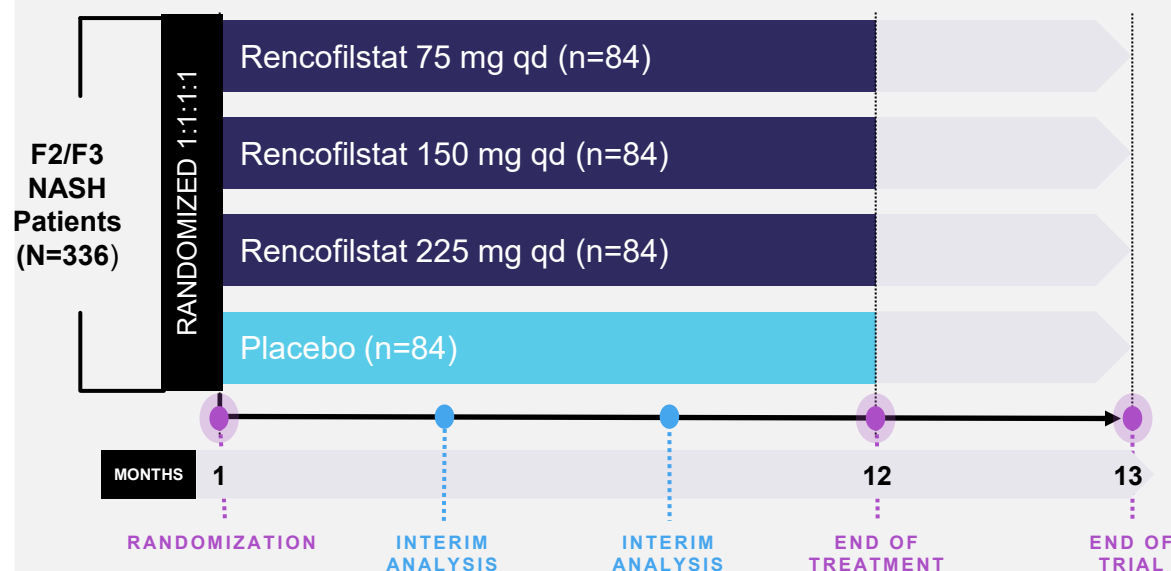 Rencofilstat 75 mg qd (n=84)
Rencofilstat 150 mg qd (n=84)
Rencofilstat 225 mg qd (n=84)
Placebo (n=84)
RANDOMIZED 1:1:1:1
F2/F3
NASH
Patients
(N=336)
MONTHS 1 12 13
RANDOMIZATION
INTERIM
ANALYSIS
INTERIM
ANALYSIS
END OF
TREATMENT
END OF
TRIAL